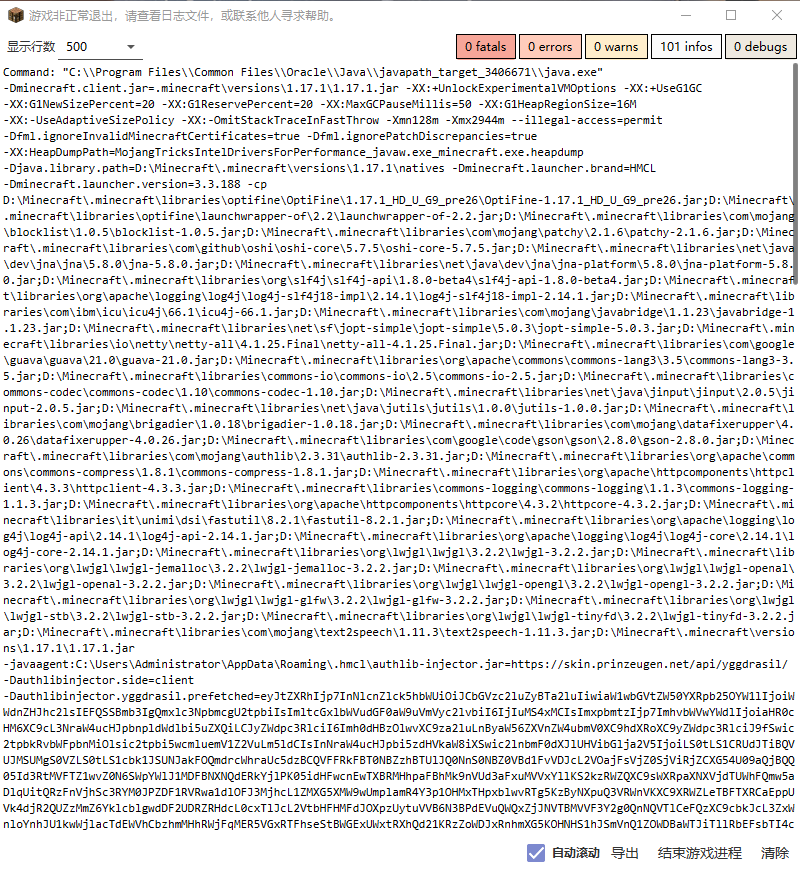 游戏非正常退出，请查看日志文件，或联系他人寻求帮助。
显示行数 500 0 fatals 0 errors 0 warns 101 infos 0 debugs
Command: "C:\\Program Files\\Common Files\\Oracle\\Java\\javapath_target_3406671\\java.exe"
-Dminecraft.client.jar=.minecraft\versions\1.17.1\1.17.1.jar -XX:+UnlockExperimentalVMOptions -XX:+UseG1GC
-XX:G1NewSizePercent=20 -XX:G1ReservePercent=20 -XX:MaxGCPauseMillis=50 -XX:G1HeapRegionSize=16M
-XX:-UseAdaptiveSizePolicy -XX:-OmitStackTraceInFastThrow -Xmn128m -Xmx2944m --illegal-access=permit
-Dfml.ignoreInvalidMinecraftCertificates=true -Dfml.ignorePatchDiscrepancies=true
-XX:HeapDumpPath=MojangTricksIntelDriversForPerformance_javaw.exe_minecraft.exe.heapdump
-Djava.library.path=D:\Minecraft\.minecraft\versions\1.17.1\natives -Dminecraft.launcher.brand=HMCL
-Dminecraft.launcher.version=3.3.188 -cp
D:\Minecraft\.minecraft\libraries\optifine\OptiFine\1.17.1_HD_U_G9_pre26\OptiFine-1.17.1_HD_U_G9_pre26.jar;D:\Minecraft\
.minecraft\libraries\optifine\launchwrapper-of\2.2\launchwrapper-of-2.2.jar;D:\Minecraft\.minecraft\libraries\com\mojang
\blocklist\1.0.5\blocklist-1.0.5.jar;D:\Minecraft\.minecraft\libraries\com\mojang\patchy\2.1.6\patchy-2.1.6.jar;D:\Minec
raft\.minecraft\libraries\com\github\oshi\oshi-core\5.7.5\oshi-core-5.7.5.jar;D:\Minecraft\.minecraft\libraries\net\java
\dev\jna\jna\5.8.0\jna-5.8.0.jar;D:\Minecraft\.minecraft\libraries\net\java\dev\jna\jna-platform\5.8.0\jna-platform-5.8.
0.jar;D:\Minecraft\.minecraft\libraries\org\slf4j\slf4j-api\1.8.0-beta4\slf4j-api-1.8.0-beta4.jar;D:\Minecraft\.minecraf
t\libraries\org\apache\logging\log4j\log4j-slf4j18-impl\2.14.1\log4j-slf4j18-impl-2.14.1.jar;D:\Minecraft\.minecraft\lib
raries\com\ibm\icu\icu4j\66.1\icu4j-66.1.jar;D:\Minecraft\.minecraft\libraries\com\mojang\javabridge\1.1.23\javabridge-1
.1.23.jar;D:\Minecraft\.minecraft\libraries\net\sf\jopt-simple\jopt-simple\5.0.3\jopt-simple-5.0.3.jar;D:\Minecraft\.min
ecraft\libraries\io\netty\netty-all\4.1.25.Final\netty-all-4.1.25.Final.jar;D:\Minecraft\.minecraft\libraries\com\google
\guava\guava\21.0\guava-21.0.jar;D:\Minecraft\.minecraft\libraries\org\apache\commons\commons-lang3\3.5\commons-lang3-3.
5.jar;D:\Minecraft\.minecraft\libraries\commons-io\commons-io\2.5\commons-io-2.5.jar;D:\Minecraft\.minecraft\libraries\c
ommons-codec\commons-codec\1.10\commons-codec-1.10.jar;D:\Minecraft\.minecraft\libraries\net\java\jinput\jinput\2.0.5\ji
nput-2.0.5.jar;D:\Minecraft\.minecraft\libraries\net\java\jutils\jutils\1.0.0\jutils-1.0.0.jar;D:\Minecraft\.minecraft\l
ibraries\com\mojang\brigadier\1.0.18\brigadier-1.0.18.jar;D:\Minecraft\.minecraft\libraries\com\mojang\datafixerupper\4.
0.26\datafixerupper-4.0.26.jar;D:\Minecraft\.minecraft\libraries\com\google\code\gson\gson\2.8.0\gson-2.8.0.jar;D:\Minec
raft\.minecraft\libraries\com\mojang\authlib\2.3.31\authlib-2.3.31.jar;D:\Minecraft\.minecraft\libraries\org\apache\comm
ons\commons-compress\1.8.1\commons-compress-1.8.1.jar;D:\Minecraft\.minecraft\libraries\org\apache\httpcomponents\httpcl
ient\4.3.3\httpclient-4.3.3.jar;D:\Minecraft\.minecraft\libraries\commons-logging\commons-logging\1.1.3\commons-logging-
1.1.3.jar;D:\Minecraft\.minecraft\libraries\org\apache\httpcomponents\httpcore\4.3.2\httpcore-4.3.2.jar;D:\Minecraft\.mi
necraft\libraries\it\unimi\dsi\fastutil\8.2.1\fastutil-8.2.1.jar;D:\Minecraft\.minecraft\libraries\org\apache\logging\lo
g4j\log4j-api\2.14.1\log4j-api-2.14.1.jar;D:\Minecraft\.minecraft\libraries\org\apache\logging\log4j\log4j-core\2.14.1\l
og4j-core-2.14.1.jar;D:\Minecraft\.minecraft\libraries\org\lwjgl\lwjgl\3.2.2\lwjgl-3.2.2.jar;D:\Minecraft\.minecraft\lib
raries\org\lwjgl\lwjgl-jemalloc\3.2.2\lwjgl-jemalloc-3.2.2.jar;D:\Minecraft\.minecraft\libraries\org\lwjgl\lwjgl-openal\
3.2.2\lwjgl-openal-3.2.2.jar;D:\Minecraft\.minecraft\libraries\org\lwjgl\lwjgl-opengl\3.2.2\lwjgl-opengl-3.2.2.jar;D:\Mi
necraft\.minecraft\libraries\org\lwjgl\lwjgl-glfw\3.2.2\lwjgl-glfw-3.2.2.jar;D:\Minecraft\.minecraft\libraries\org\lwjgl
\lwjgl-stb\3.2.2\lwjgl-stb-3.2.2.jar;D:\Minecraft\.minecraft\libraries\org\lwjgl\lwjgl-tinyfd\3.2.2\lwjgl-tinyfd-3.2.2.j
ar;D:\Minecraft\.minecraft\libraries\com\mojang\text2speech\1.11.3\text2speech-1.11.3.jar;D:\Minecraft\.minecraft\versio
ns\1.17.1\1.17.1.jar
-javaagent:C:\Users\Administrator\AppData\Roaming\.hmcl\authlib-injector.jar=https://skin.prinzeugen.net/api/yggdrasil/
-Dauthlibinjector.side=client
自动滚动 导出 结束游戏进程 清除